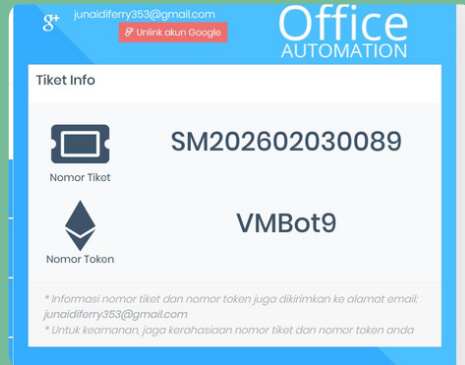 g+
junaidiferry353@gmail.com
Unlink akun Google
Office
AUTOMATION
Tiket Info
SM202602030089
Nomor Tiket
VMBot9
Nomor Token
* Informasi nomor tiket dan nomor token juga dikirimkan ke alamat email:
junaidiferry353@gmail.com
* Untuk keamanan, jaga kerahasiaan nomor tiket dan nomor token anda